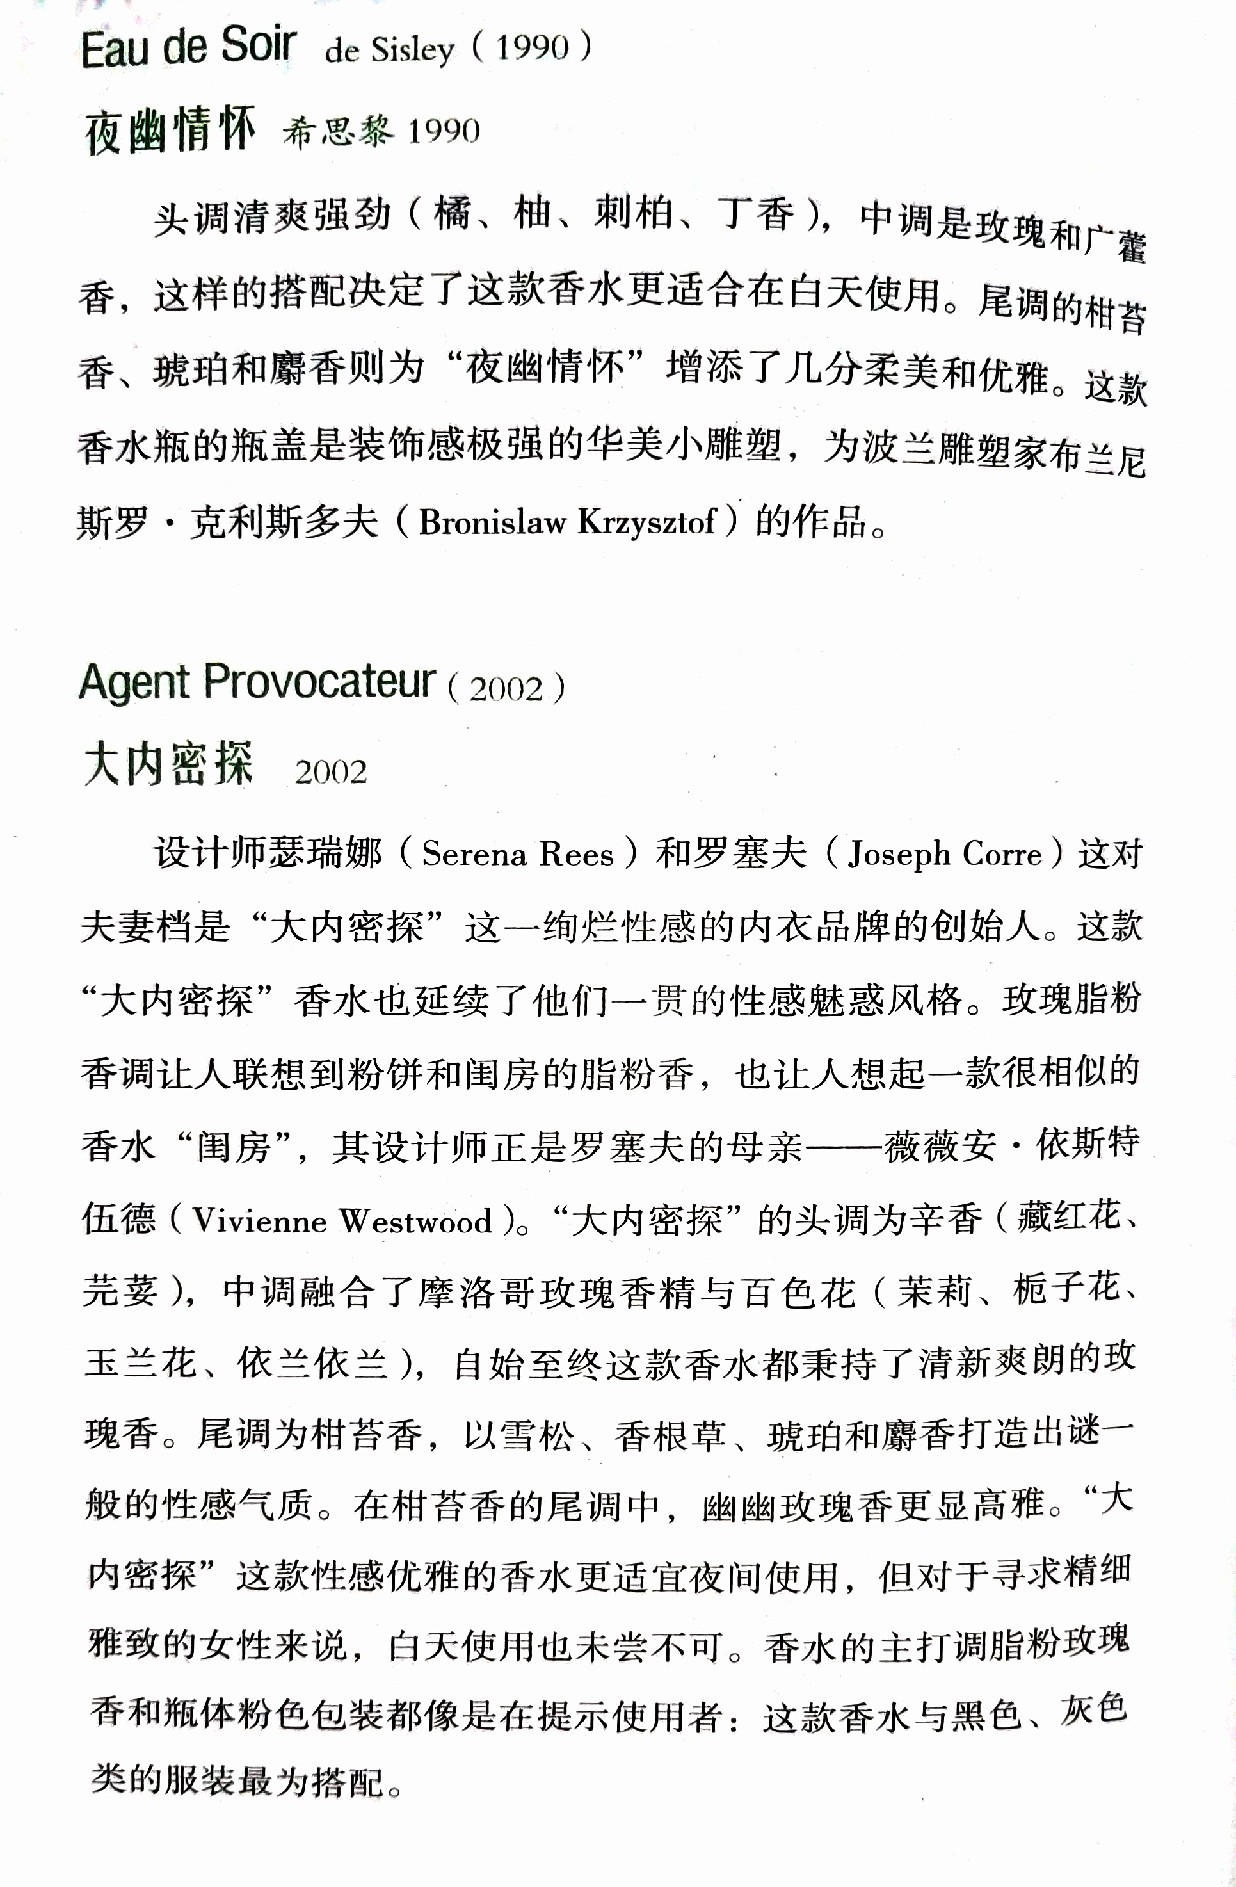 Eau de Soir de Sisley（1990）
夜幽情怀 希思黎 1990
头调清爽强劲（橘、柚、刺柏、丁香），中调是玫瑰和广藿
香，这样的搭配决定了这款香水更适合在白天使用。尾调的柑苔
香、琥珀和麝香则为“夜幽情怀”增添了几分柔美和优雅。这款
香水瓶的瓶盖是装饰感极强的华美小雕塑，为波兰雕塑家布兰尼
斯罗·克利斯多夫（Bronislaw Krzysztof）的作品。
Agent Provocateur（2002）
大内密探 2002
设计师瑟瑞娜（Serena Rees）和罗塞夫（Joseph Corre）这对
夫妻档是“大内密探”这一绚烂性感的内衣品牌的创始人。这款
“大内密探”香水也延续了他们一贯的性感魅惑风格。玫瑰脂粉
香调让人联想到粉饼和闺房的脂粉香，也让人想起一款很相似的
香水“闺房”，其设计师正是罗塞夫的母亲——薇薇安·依斯特
伍德（Vivienne Westwood）。“大内密探”的头调为辛香（藏红花、
芫荽），中调融合了摩洛哥玫瑰香精与百色花（茉莉、栀子花、
玉兰花、依兰依兰），自始至终这款香水都秉持了清新爽朗的玫
瑰香。尾调为柑苔香，以雪松、香根草、琥珀和麝香打造出谜一
般的性感气质。在柑苔香的尾调中，幽幽玫瑰香更显高雅。“大
内密探”这款性感优雅的香水更适宜夜间使用，但对于寻求精细
雅致的女性来说，白天使用也未尝不可。香水的主打调脂粉玫瑰
香和瓶体粉色包装都像是在提示使用者：这款香水与黑色、灰色
类的服装最为搭配。